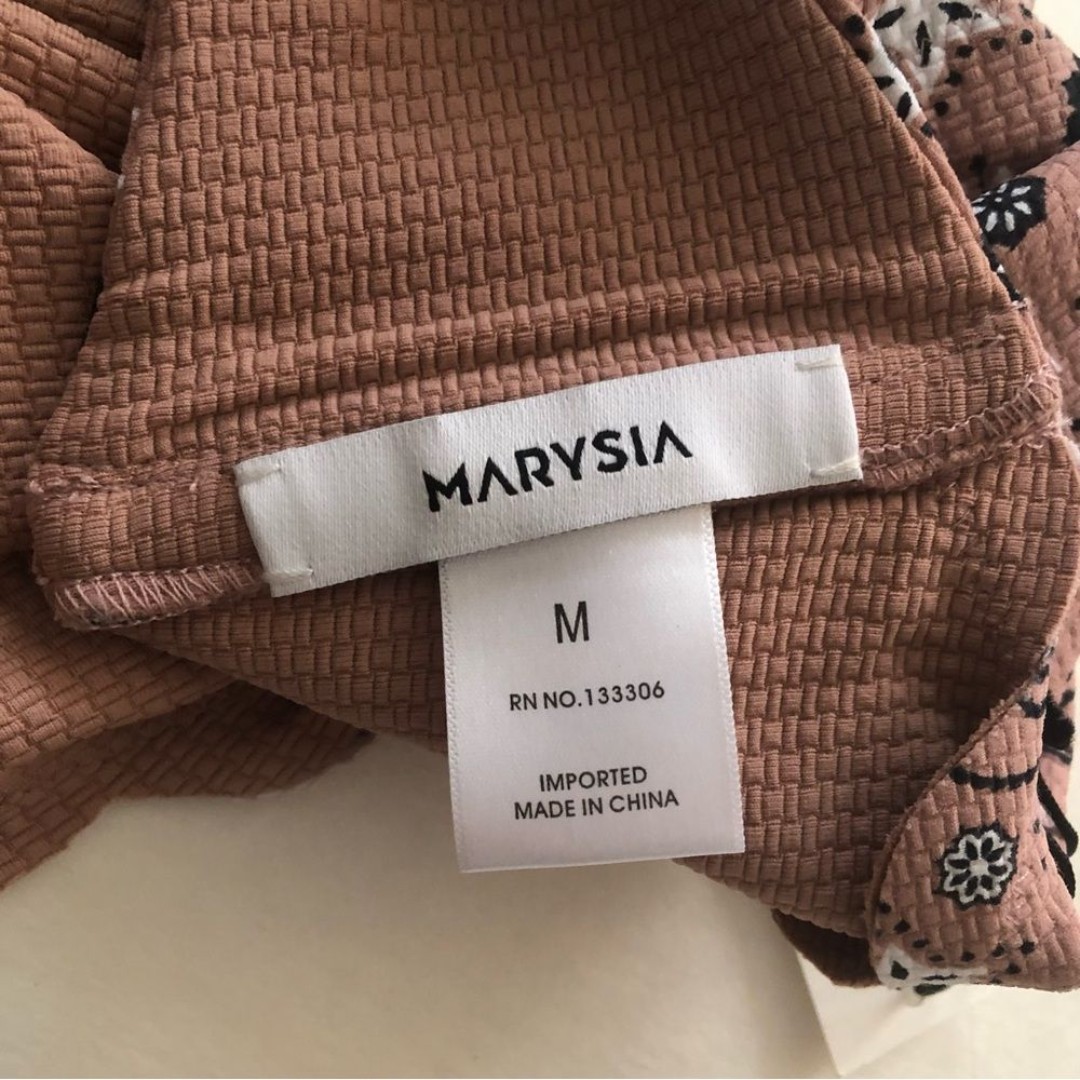 MARYSIA
M
RN NO.133306
IMPORTED
MADE IN CHINA